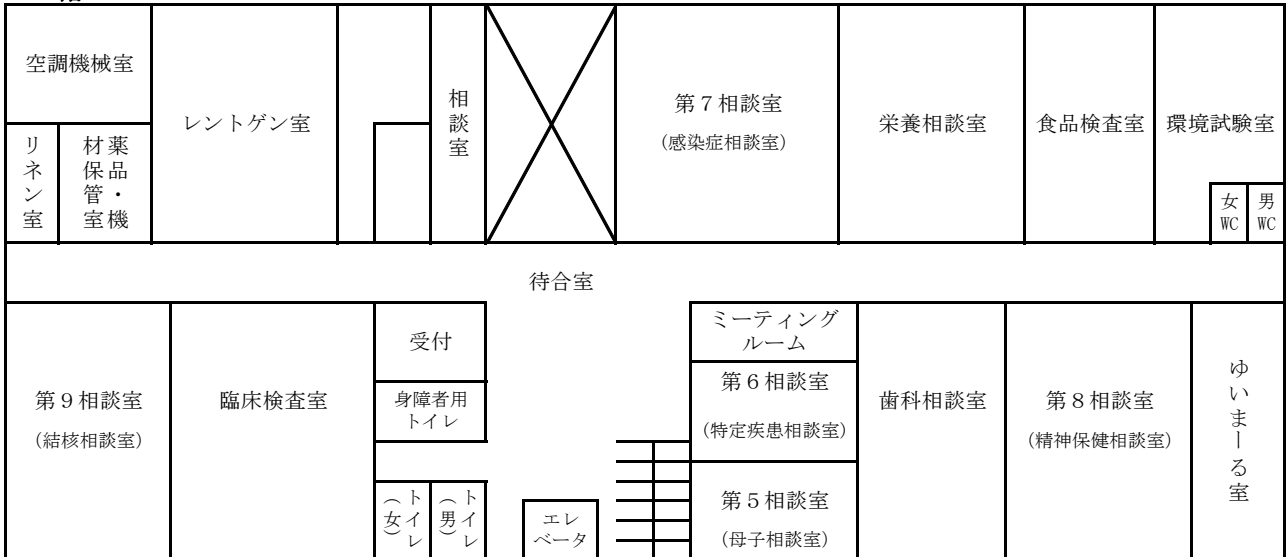 空調機械室
リネン室
薬品・機
材保管室
レントゲン室
相談室
第7相談室
(感染症相談室)
栄養相談室
食品検査室
環境試験室
女
WC
男
WC
待合室
第9相談室
(結核相談室)
臨床検査室
受付
身障者用
トイレ
トイレ
(女)
トイレ
(男)
エレ
ベータ
ミーティング
ルーム
第6相談室
(特定疾患相談室)
第5相談室
(母子相談室)
歯科相談室
第8相談室
(精神保健相談室)
ゆいまーる室